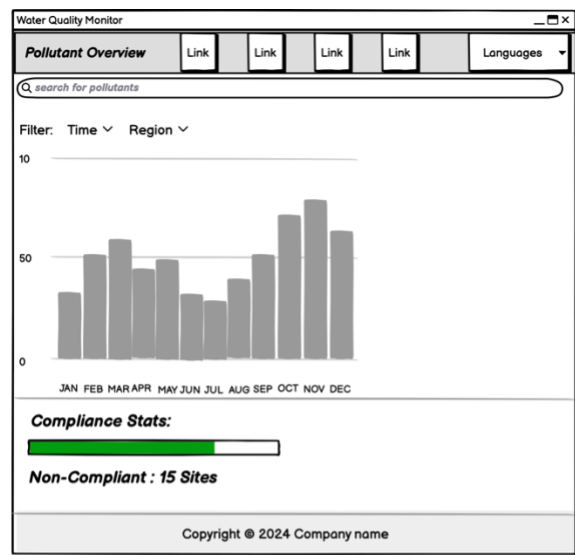 Water Quality Monitor
Pollutant Overview Link Link Link Link Languages
search for pollutants
Filter: Time Region
10
50
0
JAN FEB MAR APR MAY JUN JUL AUG SEP OCT NOV DEC
Compliance Stats:
Non-Compliant : 15 Sites
Copyright © 2024 Company name